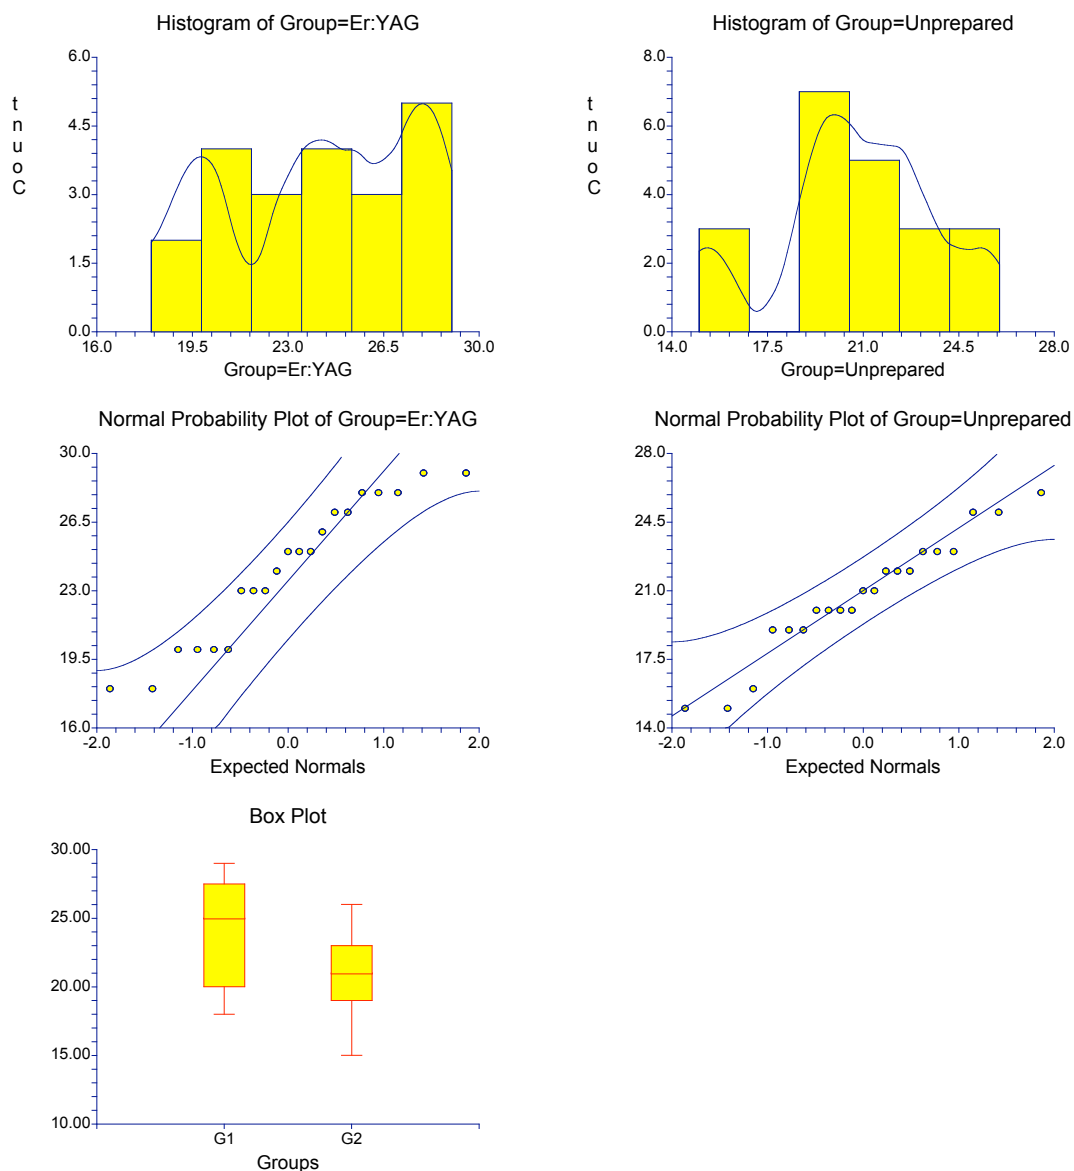 Histogram of Group=Er:YAG
6.0
4.5
3.0
1.5
0.0
t
n
u
o
C
16.0 19.5 23.0 26.5 30.0
Group=Er:YAG
Histogram of Group=Unprepared
8.0
6.0
4.0
2.0
0.0
t
n
u
o
C
14.0 17.5 21.0 24.5 28.0
Group=Unprepared
Normal Probability Plot of Group=Er:YAG
30.0
26.5
23.0
19.5
16.0
-2.0 -1.0 0.0 1.0 2.0
Expected Normals
Normal Probability Plot of Group=Unprepared
28.0
24.5
21.0
17.5
14.0
-2.0 -1.0 0.0 1.0 2.0
Expected Normals
Box Plot
30.00
25.00
20.00
15.00
10.00
G1 G2
Groups